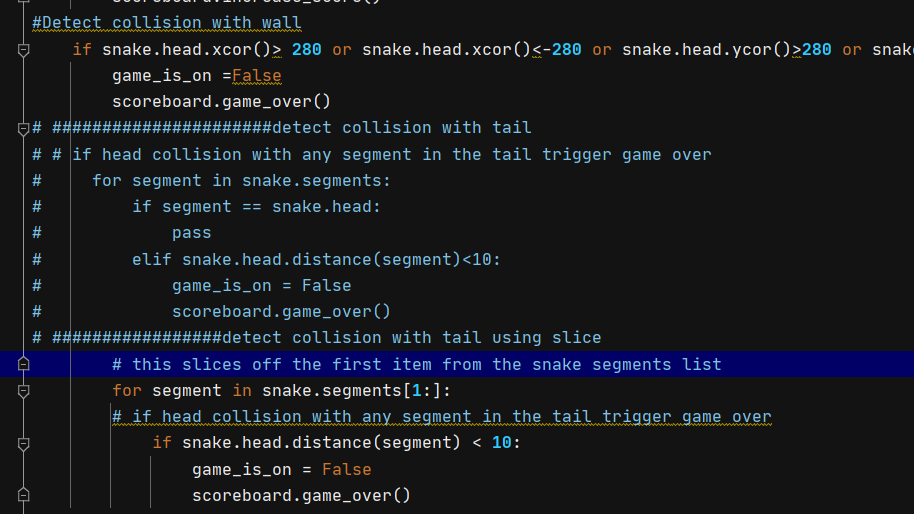 #Detect collision with wall
if snake.head.xcor()> 280 or snake.head.xcor()<-280 or snake.head.ycor()>280 or
game_is_on =False
scoreboard.game_over()
# ######################detect collision with tail
# # if head collision with any segment in the tail trigger game over
#     for segment in snake.segments:
#         if segment == snake.head:
#             pass
#         elif snake.head.distance(segment)<10:
#             game_is_on = False
#             scoreboard.game_over()
# #################detect collision with tail using slice
# this slices off the first item from the snake segments list
for segment in snake.segments[1:]:
# if head collision with any segment in the tail trigger game over
if snake.head.distance(segment) < 10:
game_is_on = False
scoreboard.game_over()